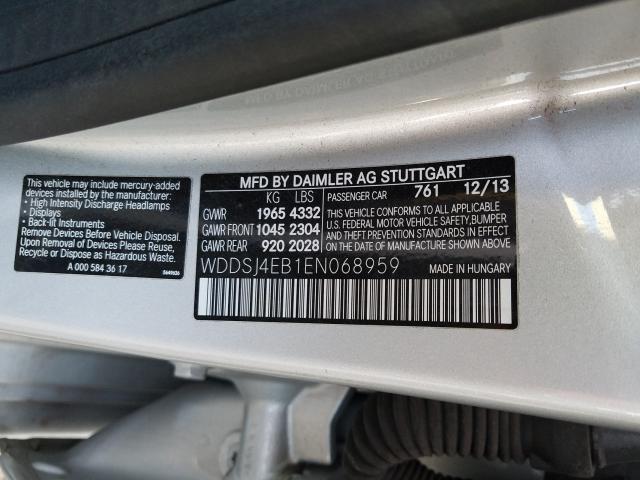 This vehicle may include mercury-added
devices installed by the manufacturer:
• High Intensity Discharge Headlamps
• Displays
• Back-lit Instruments
Remove Devices Before Vehicle Disposal.
Upon Removal of Devices Please Reuse,
Recycle or Dispose as Hazardous Waste.
A 000 584 36 17
MFD BY DAIMLER AG STUTTGART
KG LBS PASSENGER CAR 761 12/13
GVWR 1965 4332
GAWR FRONT 1045 2304
GAWR REAR 920 2028
THIS VEHICLE CONFORMS TO ALL APPLICABLE
U.S. FEDERAL MOTOR VEHICLE SAFETY, BUMPER
AND THEFT PREVENTION STANDARDS IN EFFECT
ON THE DATE OF MANUFACTURE SHOWN ABOVE.
WDDSJ4EB1EN068959 MADE IN HUNGARY